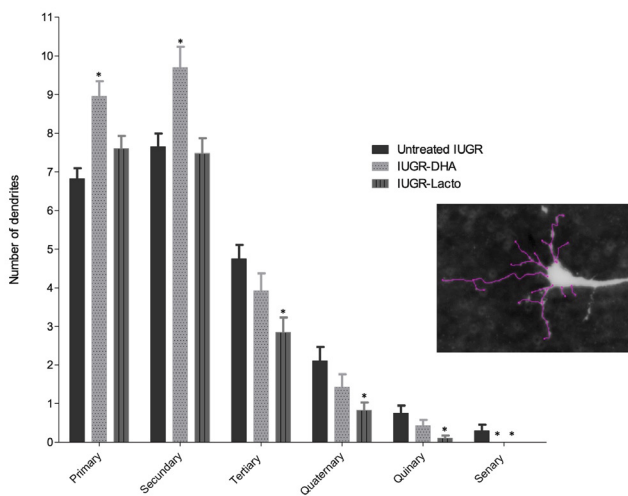 11
10
9
8
7
6
5
4
3
2
1
0
Number of dendrites
* *
* * * * *
Untreated IUGR
IUGR-DHA
IUGR-Lacto
Primary
Secundary
Tertiary
Quaternary
Quinary
Senary